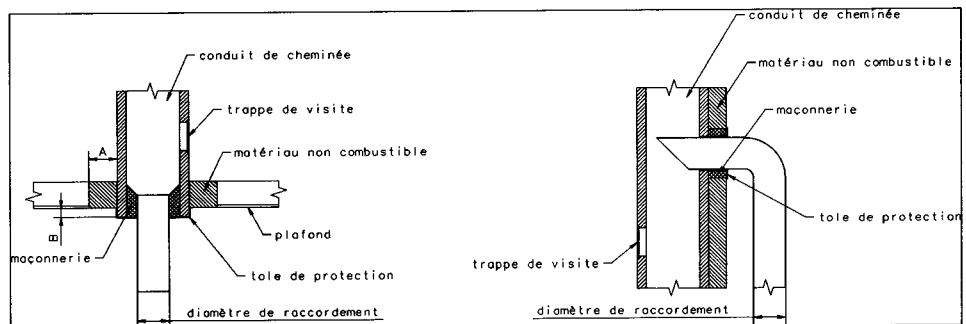 conduit de cheminée
trappe de visite
A
matériau non combustible
B
plafond
maçonnerie
tole de protection
diamètre de raccordement
conduit de cheminée
matériau non combustible
maçonnerie
tole de protection
trappe de visite
diamètre de raccordement